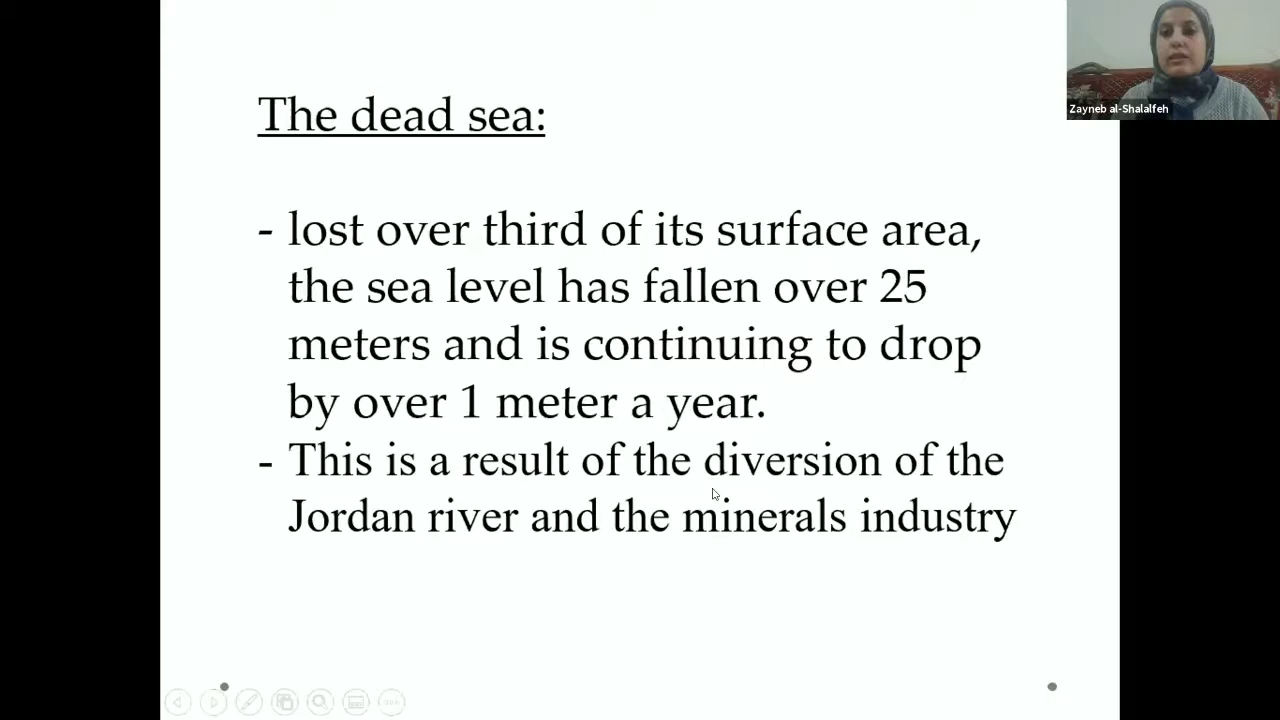 The dead sea:
- lost over third of its surface area,
the sea level has fallen over 25
meters and is continuing to drop
by over 1 meter a year.
- This is a result of the diversion of the
Jordan river and the minerals industry
Zayneb al-Shalalfeh